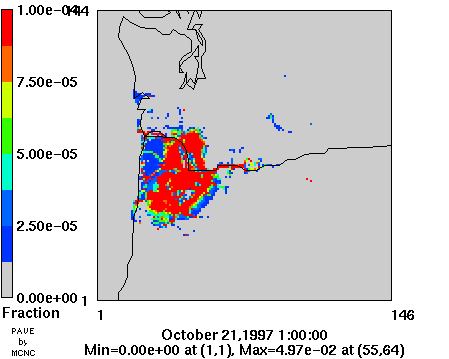 1.00e-04
144
7.50e-05
5.00e-05
2.50e-05
0.00e+00
1
Fraction
1
146
PAVE
by
MCNC
October 21,1997 1:00:00
Min=0.00e+00 at (1,1), Max=4.97e-02 at (55,64)